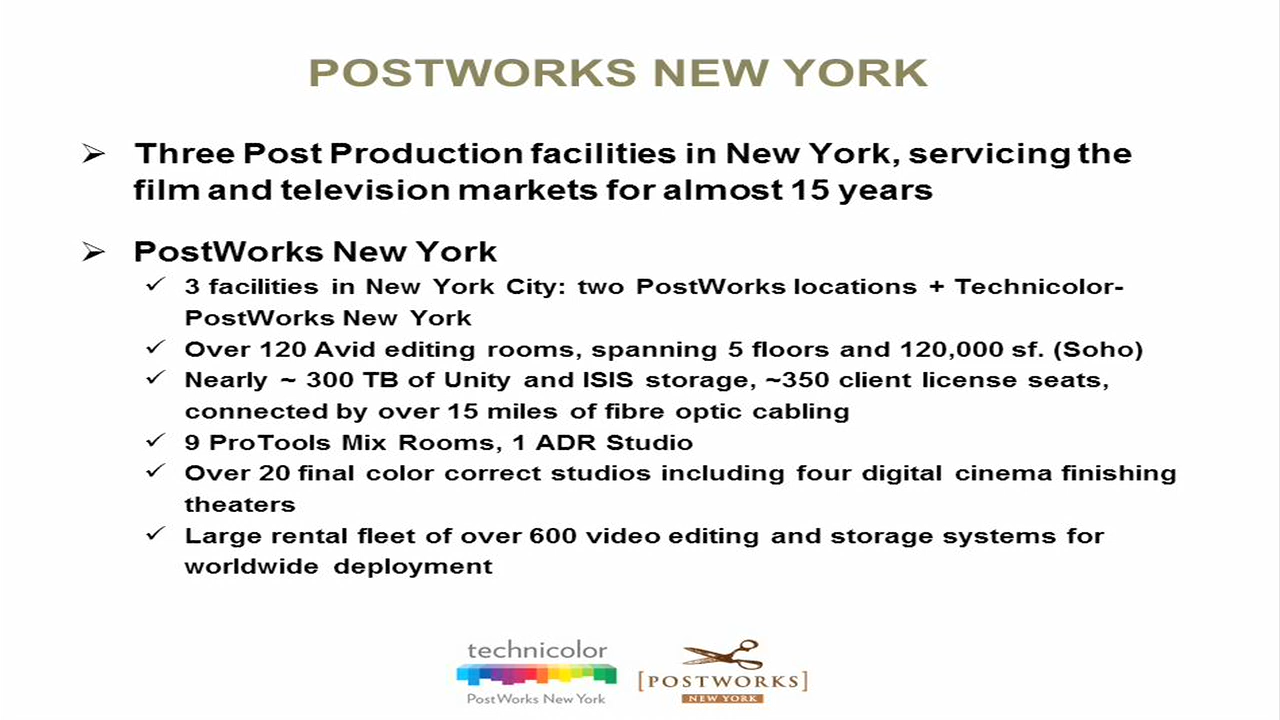 POSTWORKS NEW YORK
Three Post Production facilities in New York, servicing the
film and television markets for almost 15 years
PostWorks New York
3 facilities in New York City: two PostWorks locations + Technicolor-
PostWorks New York
Over 120 Avid editing rooms, spanning 5 floors and 120,000 sf. (Soho)
Nearly ~ 300 TB of Unity and ISIS storage, ~350 client license seats,
connected by over 15 miles of fibre optic cabling
9 ProTools Mix Rooms, 1 ADR Studio
Over 20 final color correct studios including four digital cinema finishing
theaters
Large rental fleet of over 600 video editing and storage systems for
worldwide deployment
technicolor
PostWorks New York
[POSTWORKS]
NEW YORK